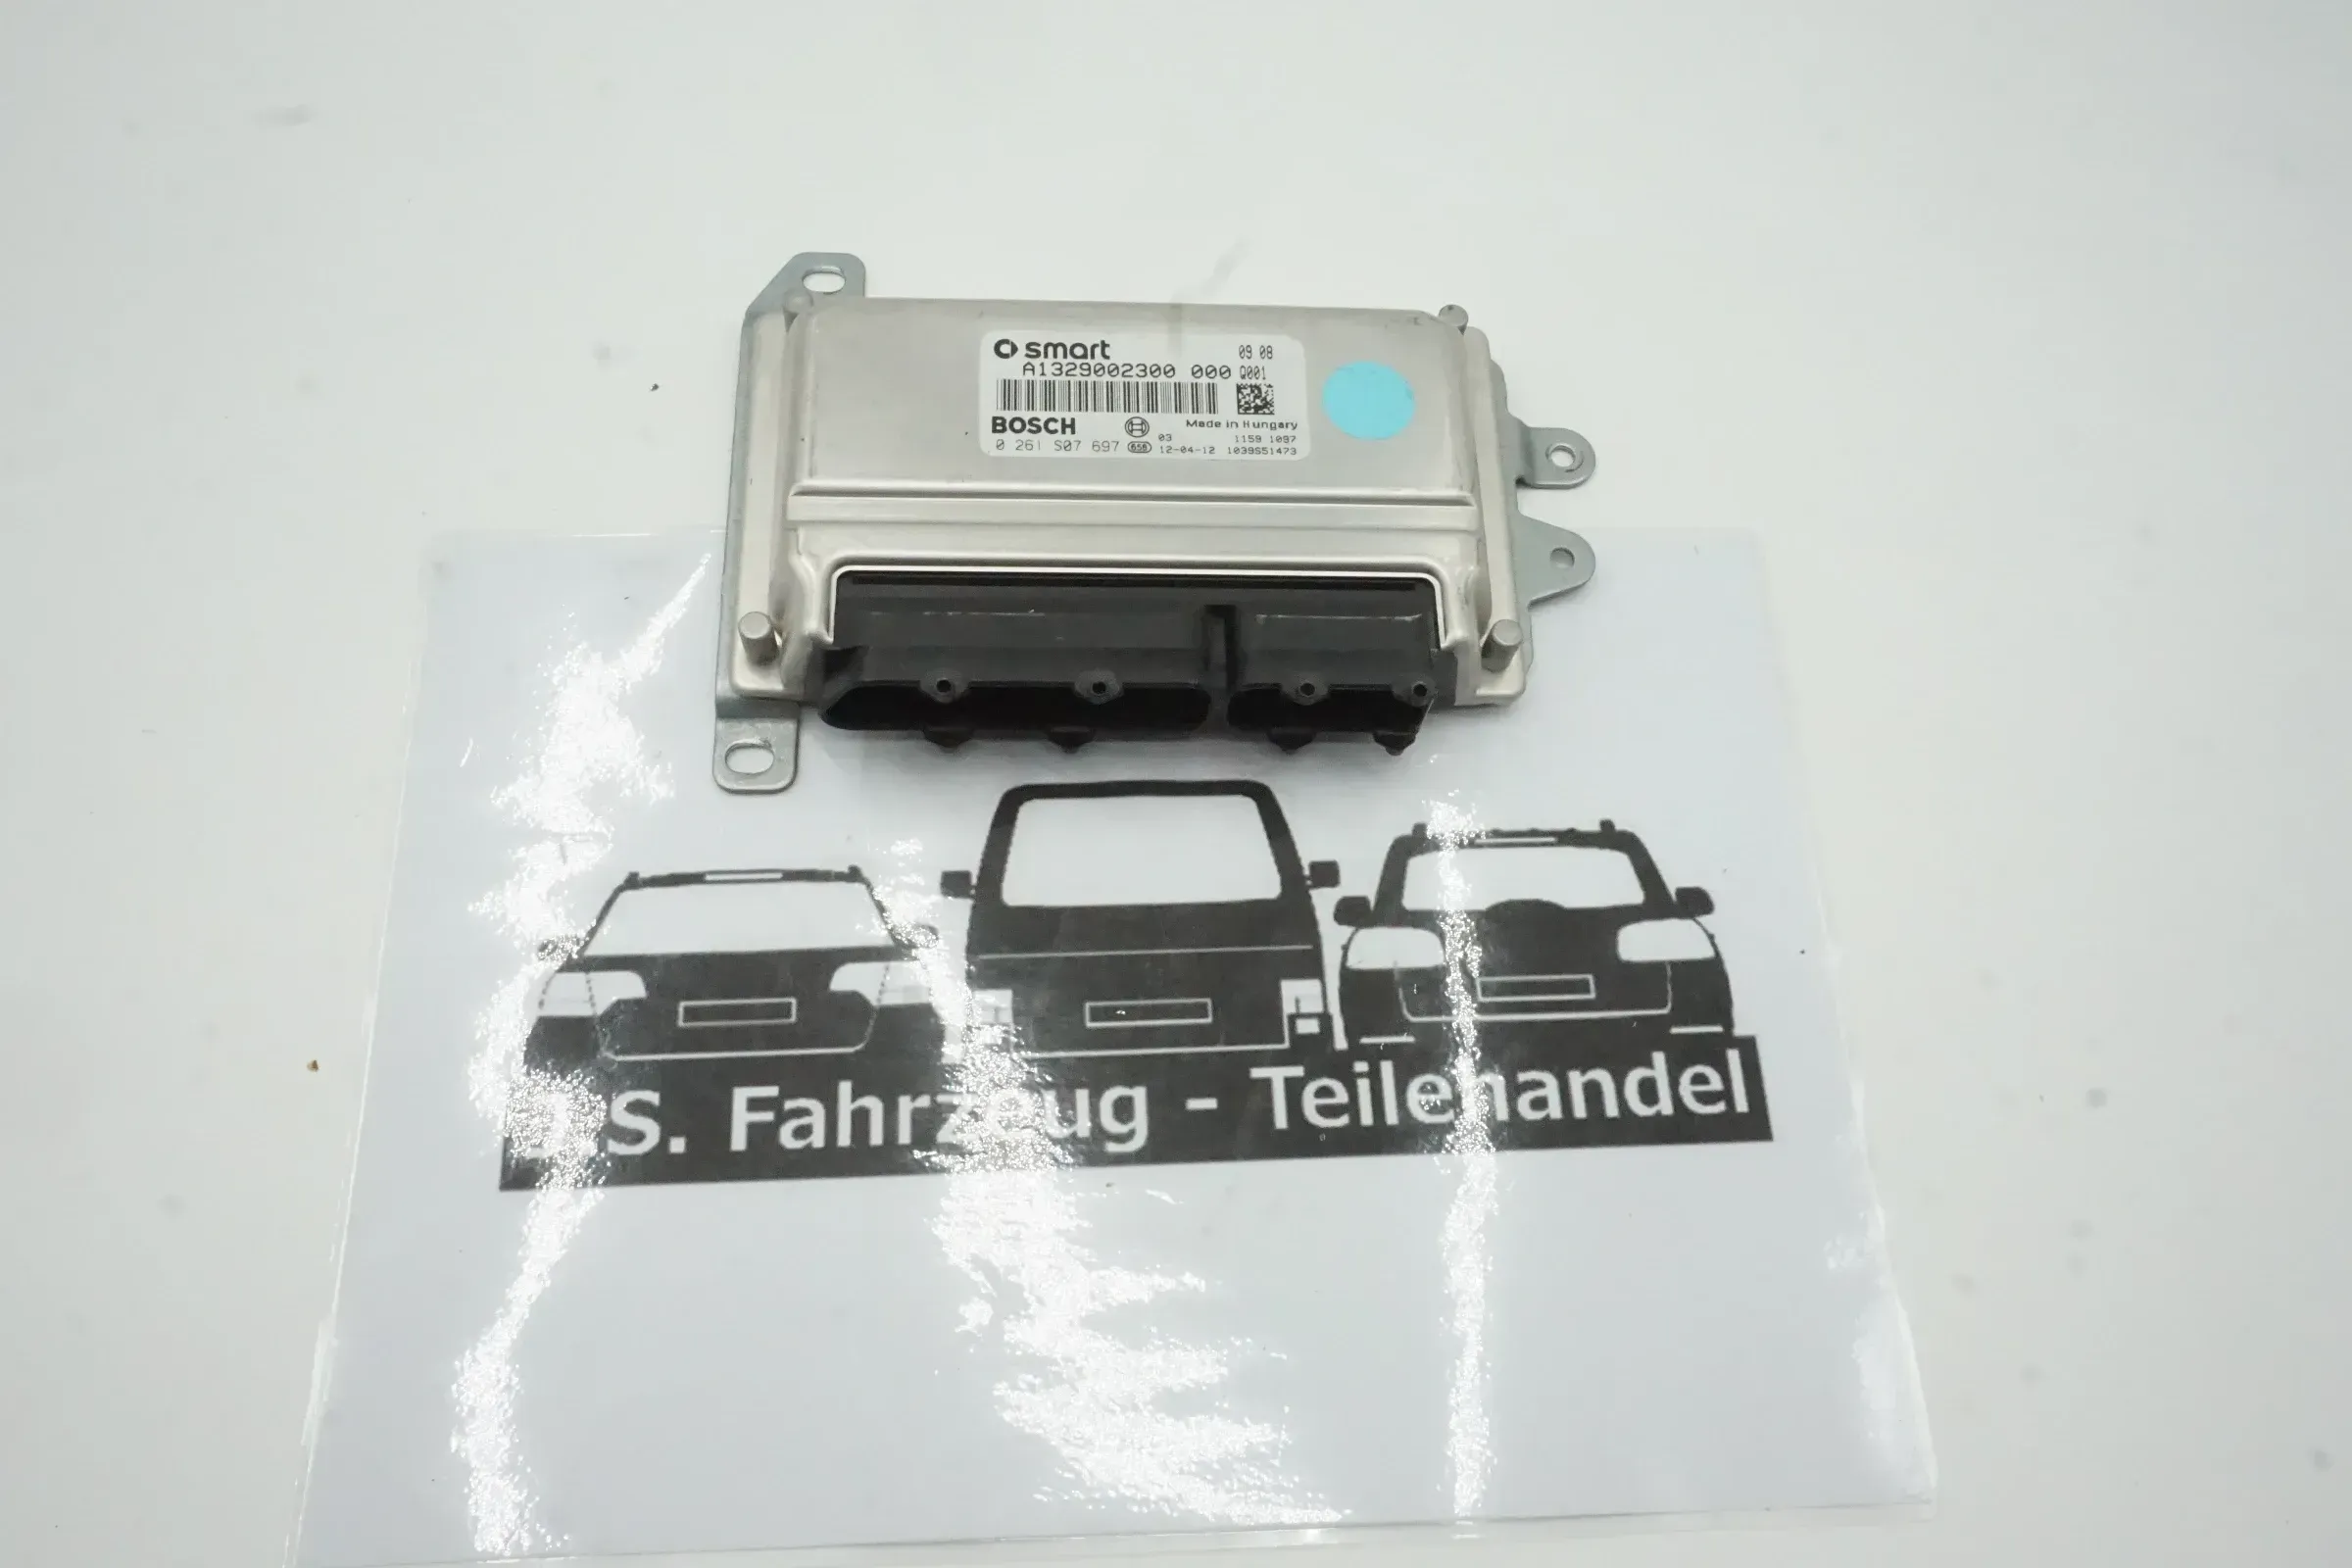 smart
09 08
A1329002300 000 Q001
BOSCH
Made in Hungary
03
1159 1097
0 261 S07 697 656 12-04-12 1039S51473
.S. Fahrzeug - Teilehandel